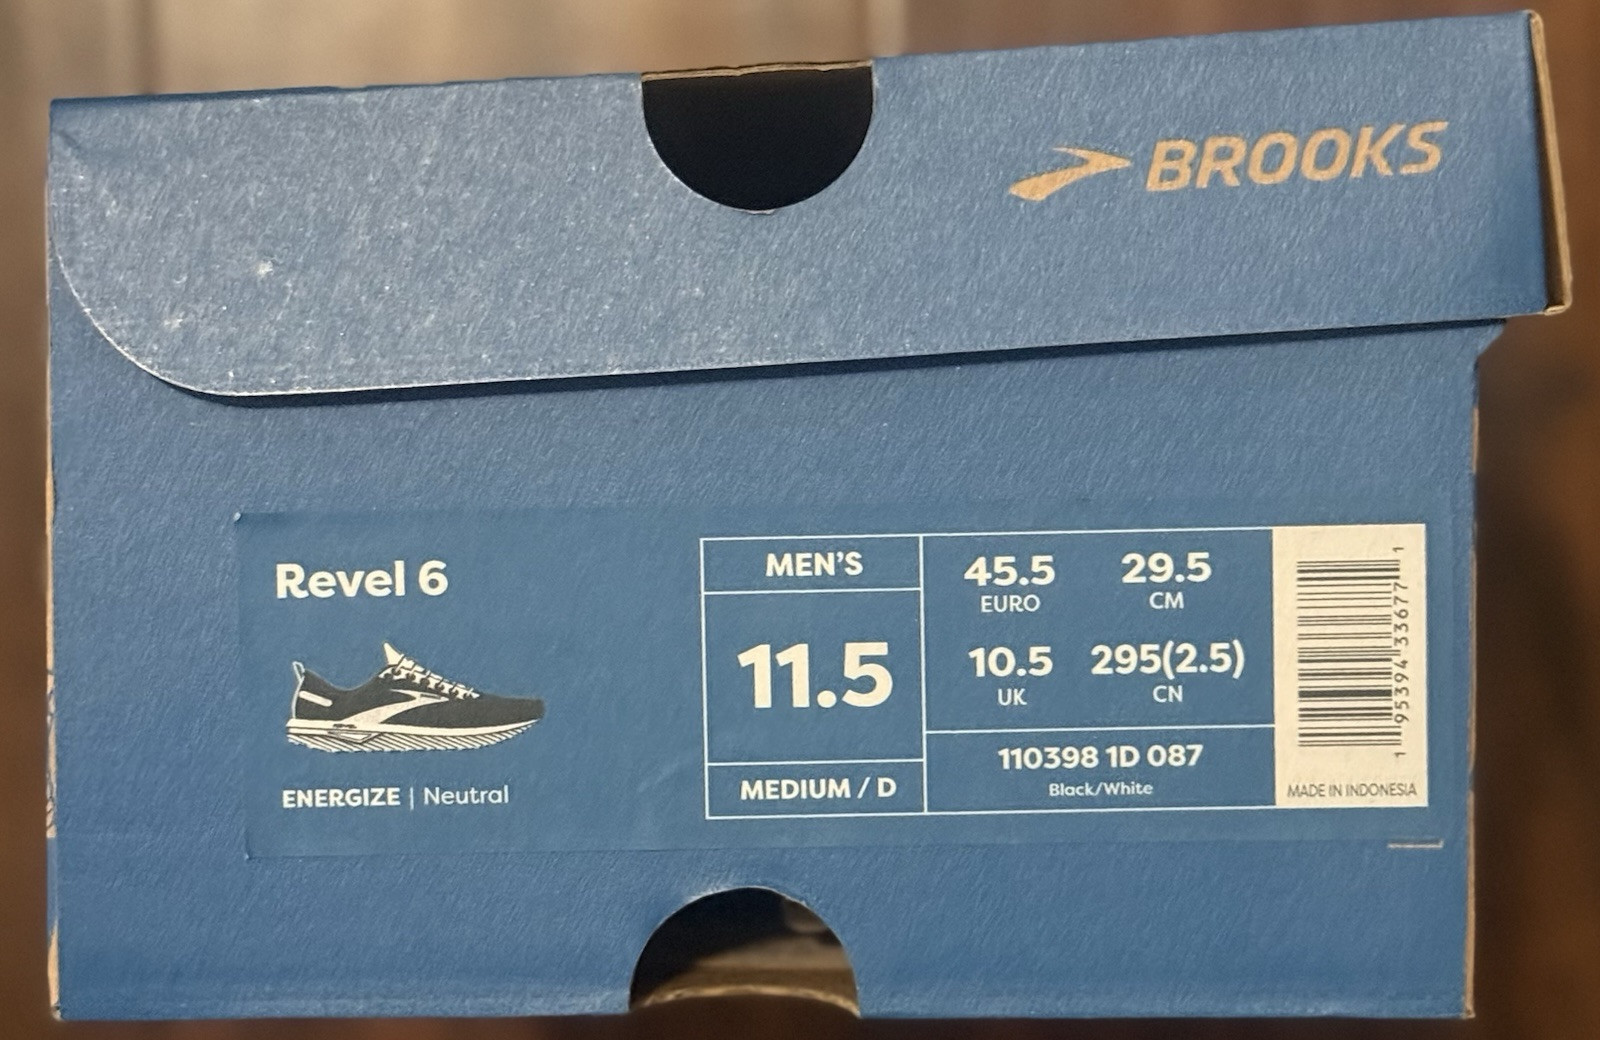 BROOKS
Revel 6
ENERGIZE | Neutral
MEN'S
11.5
MEDIUM / D
45.5 29.5
EURO CM
10.5 295(2.5)
UK CN
110398 1D 087
Black/White
1 95394 33677 1
1
MADE IN INDONESIA